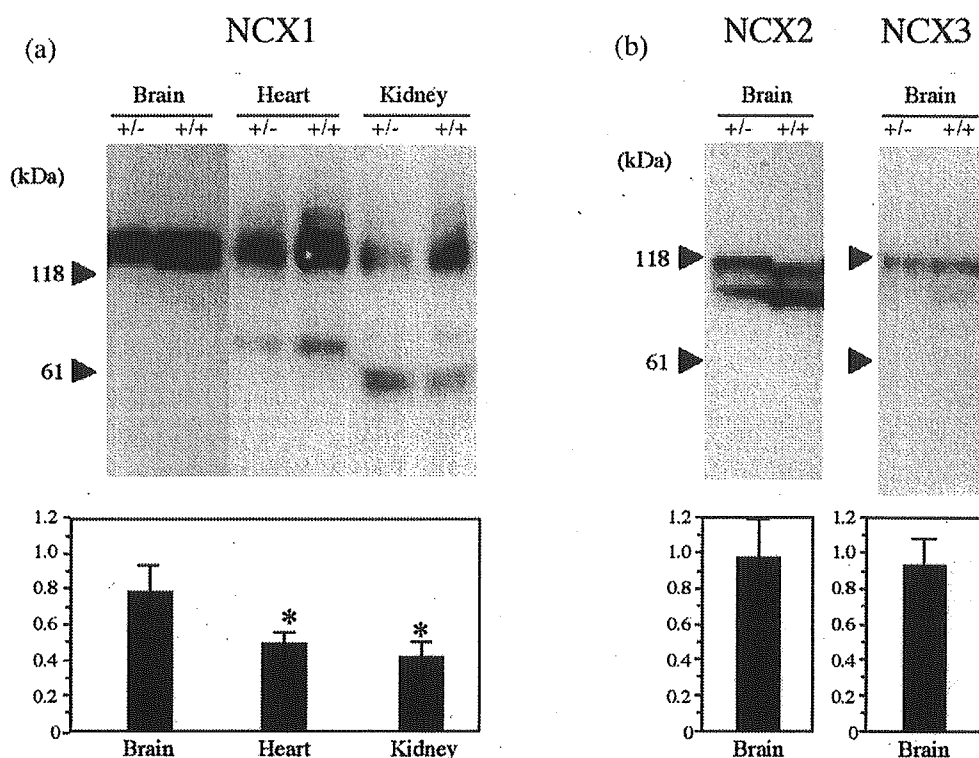 (a)
NCX1
Brain Heart Kidney
+/- +/+ +/- +/+ +/- +/+
(kDa)
118
61
1.2
1.0
0.8
0.6
0.4
0.2
0
* *
Brain Heart Kidney
(b)
NCX2 NCX3
Brain Brain
+/- +/+ +/- +/+
(kDa)
118
61
1.2 1.2
1.0 1.0
0.8 0.8
0.6 0.6
0.4 0.4
0.2 0.2
0 0
Brain Brain